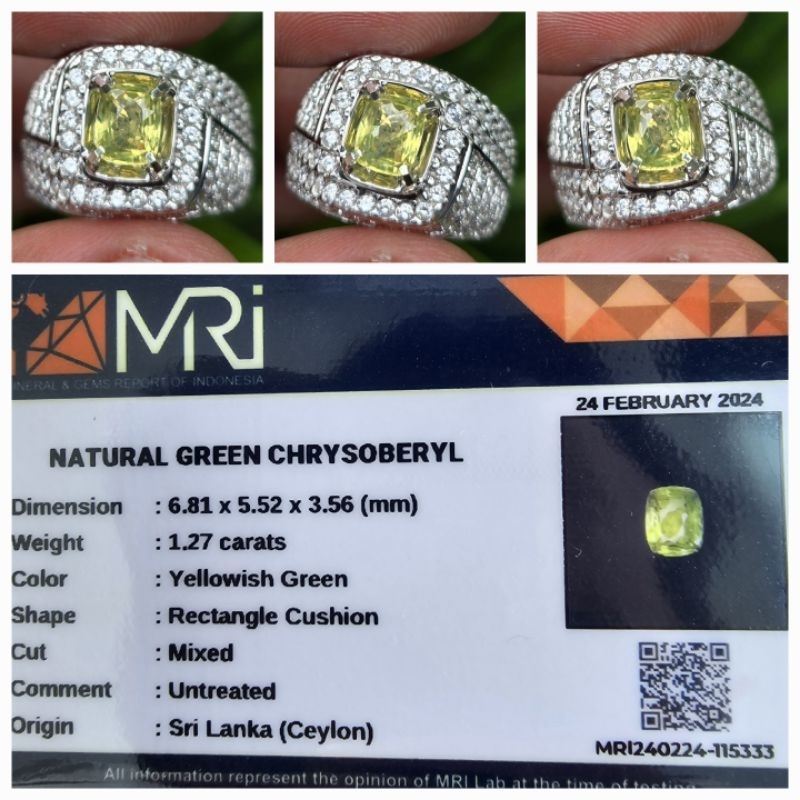 MRi
MINERAL & GEMS REPORT OF INDONESIA
24 FEBRUARY 2024
NATURAL GREEN CHRYSOBERYL
Dimension : 6.81 x 5.52 x 3.56 (mm)
Weight : 1.27 carats
Color : Yellowish Green
Shape : Rectangle Cushion
Cut : Mixed
Comment : Untreated
Origin : Sri Lanka (Ceylon)
MRI240224-115333
All information represent the opinion of MRI Lab at the time of testing